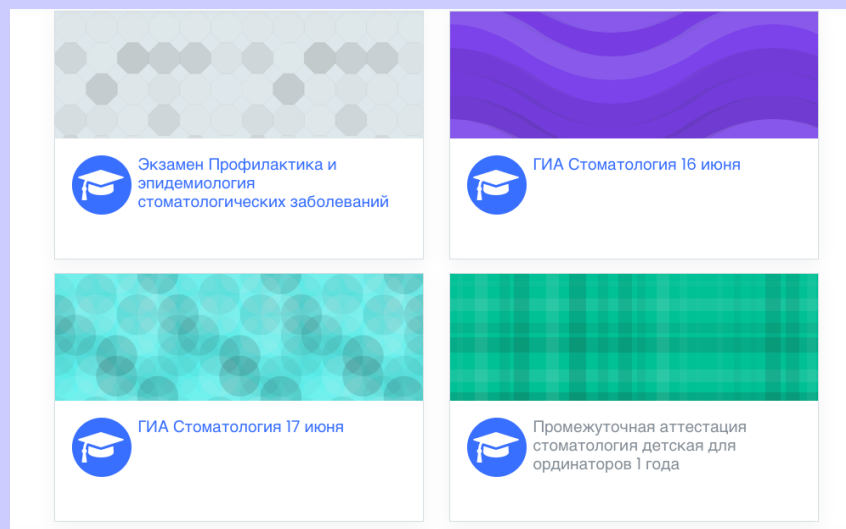 Экзамен Профилактика и
эпидемиология
стоматологических заболеваний
ГИА Стоматология 16 июня
ГИА Стоматология 17 июня
Промежуточная аттестация
стоматология детская для
ординаторов 1 года